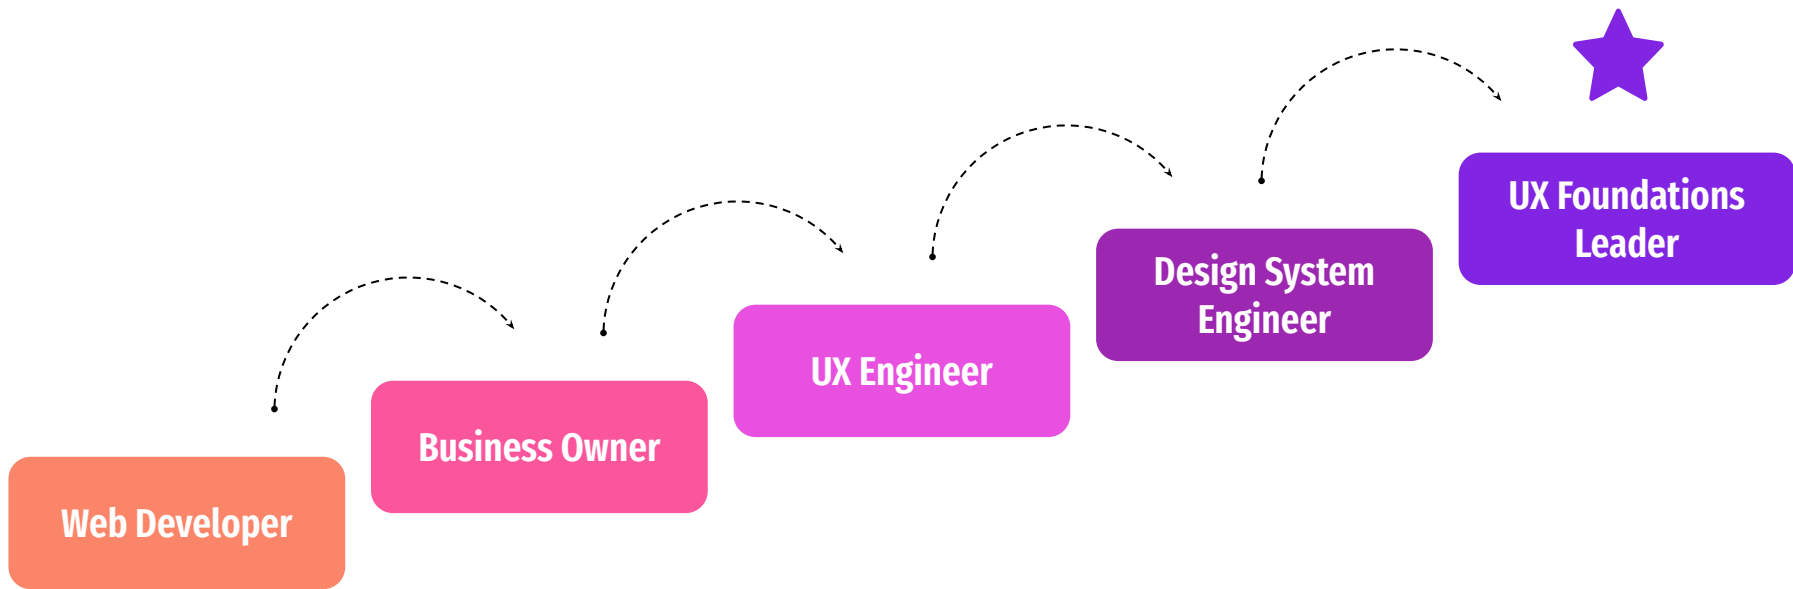 Web Developer
Business Owner
UX Engineer
Design System
Engineer
UX Foundations
Leader